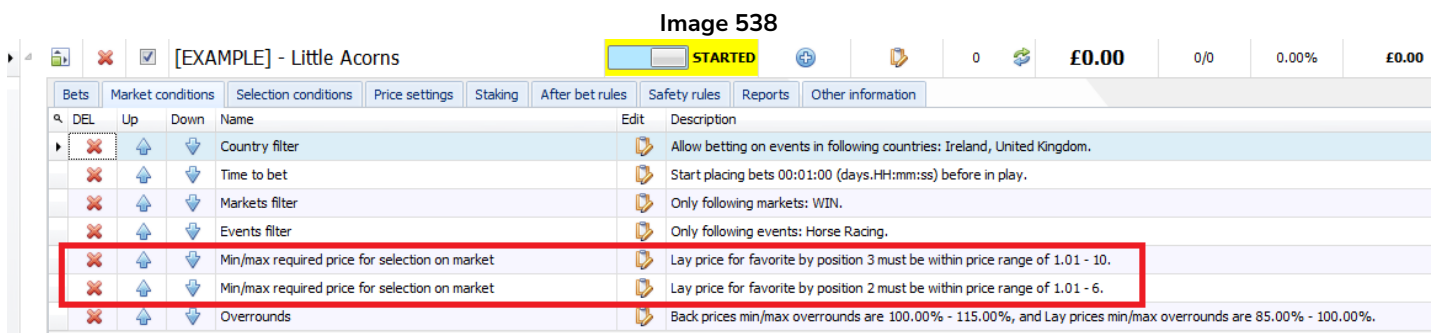 Image 538
[EXAMPLE] - Little Acorns STARTED 0 £0.00 0/0 0.00% £0.00
Bets Market conditions Selection conditions Price settings Staking After bet rules Safety rules Reports Other information
DEL Up Down Name Edit Description
Country filter Allow betting on events in following countries: Ireland, United Kingdom.
Time to bet Start placing bets 00:01:00 (days.HH:mm:ss) before in play.
Markets filter Only following markets: WIN.
Events filter Only following events: Horse Racing.
Min/max required price for selection on market Lay price for favorite by position 3 must be within price range of 1.01 - 10.
Min/max required price for selection on market Lay price for favorite by position 2 must be within price range of 1.01 - 6.
Overrounds Back prices min/max overrounds are 100.00% - 115.00%, and Lay prices min/max overrounds are 85.00% - 100.00%.